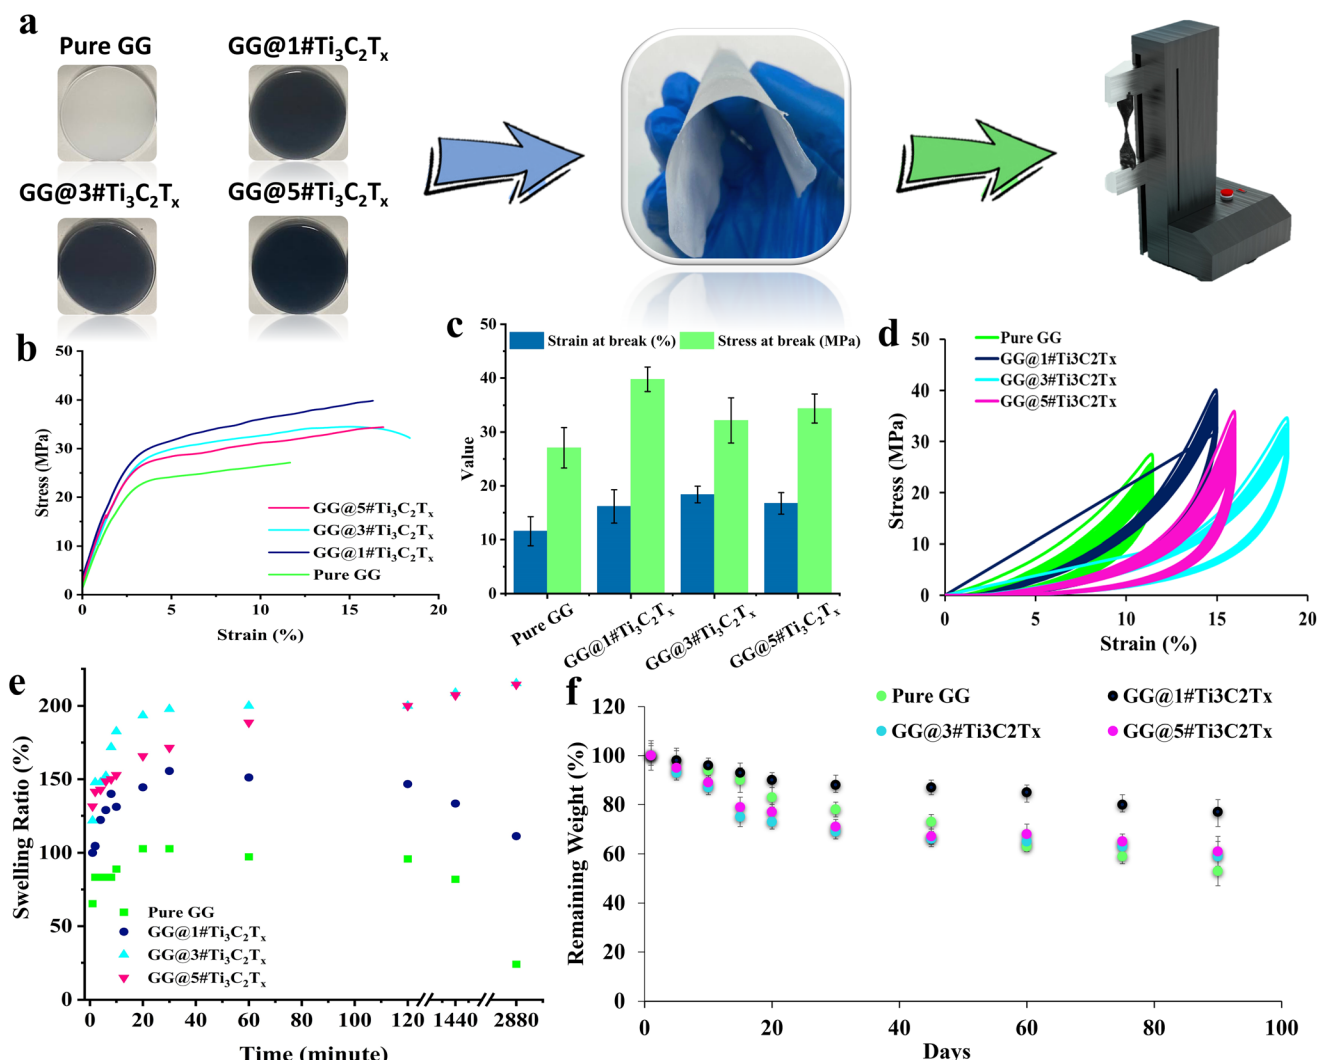 a
Pure GG
GG@1#Ti₃C₂Tₓ
GG@3#Ti₃C₂Tₓ
GG@5#Ti₃C₂Tₓ
b
50
40
30
20
10
0
Stress (MPa)
GG@5#Ti₃C₂Tₓ
GG@3#Ti₃C₂Tₓ
GG@1#Ti₃C₂Tₓ
Pure GG
0 5 10 15 20
Strain (%)
c
50
40
30
20
10
0
Value
Strain at break (%)
Stress at break (MPa)
Pure GG
GG@1#Ti₃C₂Tₓ
GG@3#Ti₃C₂Tₓ
GG@5#Ti₃C₂Tₓ
d
50
40
30
20
10
0
Stress (MPa)
Pure GG
GG@1#Ti3C2Tx
GG@3#Ti3C2Tx
GG@5#Ti3C2Tx
0 5 10 15 20
Strain (%)
e
200
150
100
50
0
Swelling Ratio (%)
Pure GG
GG@1#Ti₃C₂Tₓ
GG@3#Ti₃C₂Tₓ
GG@5#Ti₃C₂Tₓ
0 20 40 60 80 100 120 1440 2880
Time (minute)
f
Pure GG
GG@1#Ti3C2Tx
GG@3#Ti3C2Tx
GG@5#Ti3C2Tx
120
100
80
60
40
20
0
Remaining Weight (%)
0 20 40 60 80 100
Days